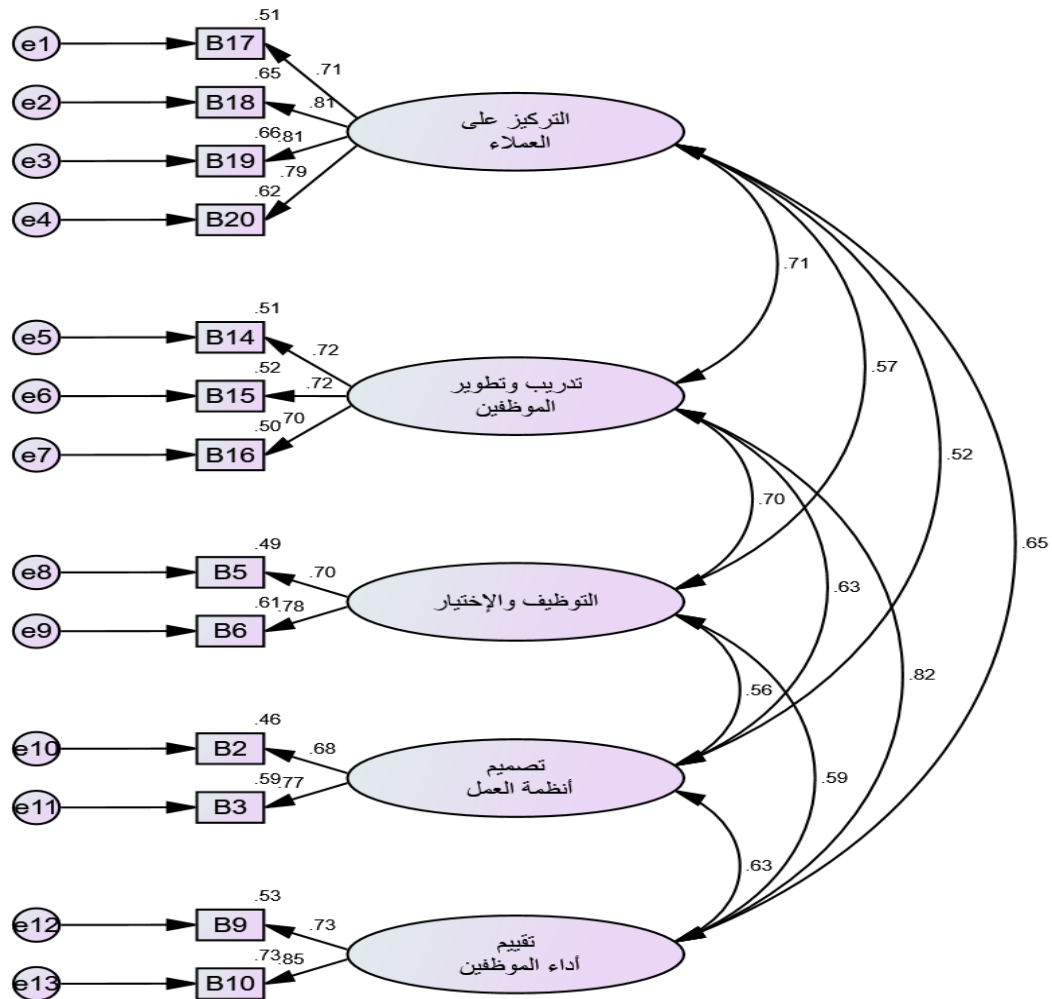 .51
e1 B17
.71
.65
e2 B18 .81
.66 .81
e3 B19
.79
.62
e4 B20
التركيز على
العملاء
.71
.57
.52
.65
.51
e5 B14
.72
.52
e6 B15 .72
.50 .70
e7 B16
تدريب وتطوير
الموظفين
.70
.63
.82
.49
e8 B5 .70
.61 .78
e9 B6
التوظيف والإختيار
.56
.59
.46
e10 B2 .68
.59 .77
e11 B3
تصميم
أنظمة العمل
.63
.53
e12 B9 .73
.73 .85
e13 B10
تقييم
أداء الموظفين